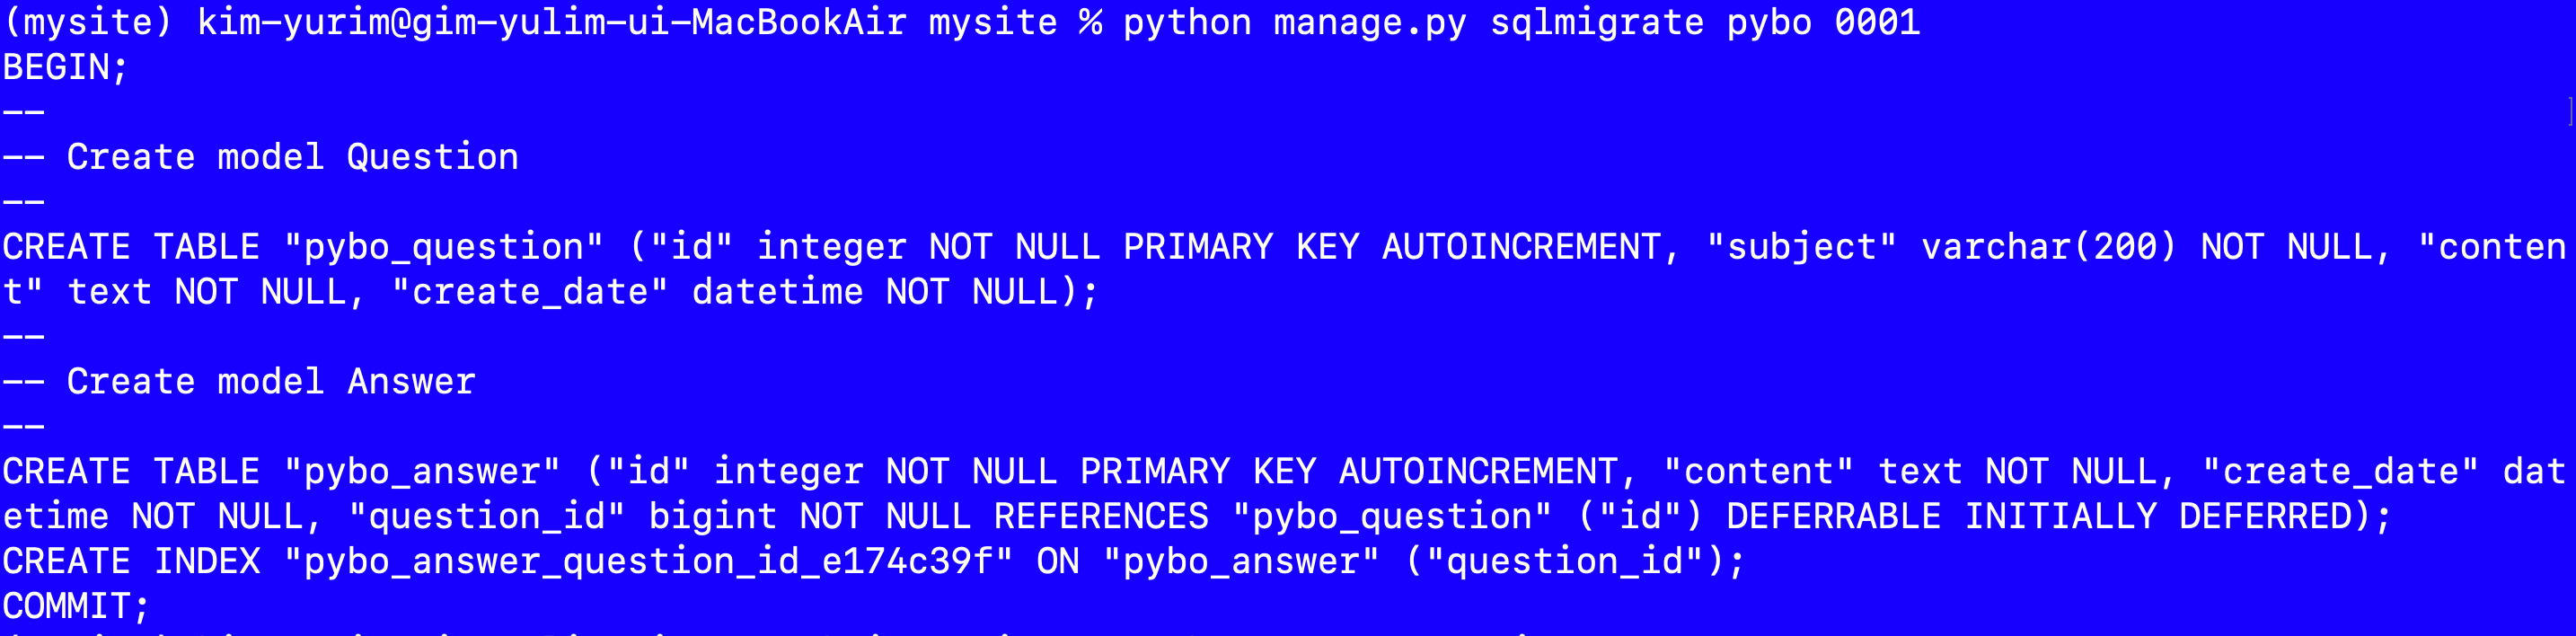 (mysite) kim-yurim@gim-yulim-ui-MacBookAir mysite % python manage.py sqlmigrate pybo 0001
BEGIN;
--
-- Create model Question
--
CREATE TABLE "pybo_question" ("id" integer NOT NULL PRIMARY KEY AUTOINCREMENT, "subject" varchar(200) NOT NULL, "conten
t" text NOT NULL, "create_date" datetime NOT NULL);
--
-- Create model Answer
--
CREATE TABLE "pybo_answer" ("id" integer NOT NULL PRIMARY KEY AUTOINCREMENT, "content" text NOT NULL, "create_date" dat
etime NOT NULL, "question_id" bigint NOT NULL REFERENCES "pybo_question" ("id") DEFERRABLE INITIALLY DEFERRED);
CREATE INDEX "pybo_answer_question_id_e174c39f" ON "pybo_answer" ("question_id");
COMMIT;